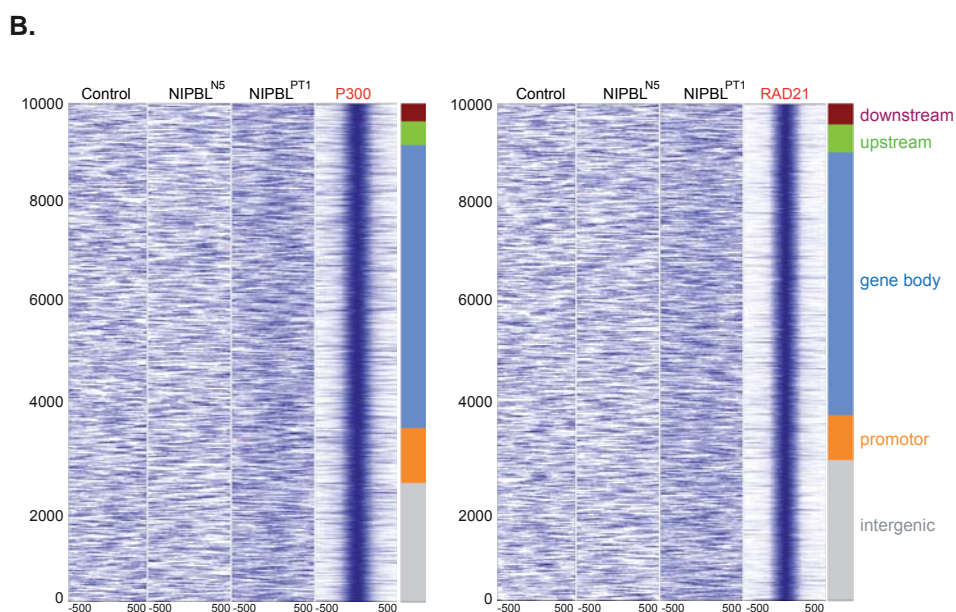 B.
Control NIPBL^N5 NIPBL^PT1 P300
10000
8000
6000
4000
2000
0
-500 500 -500 500 -500 500 -500 500
Control NIPBL^N5 NIPBL^PT1 RAD21
10000
8000
6000
4000
2000
0
-500 500 -500 500 -500 500 -500 500
downstream
upstream
gene body
promotor
intergenic